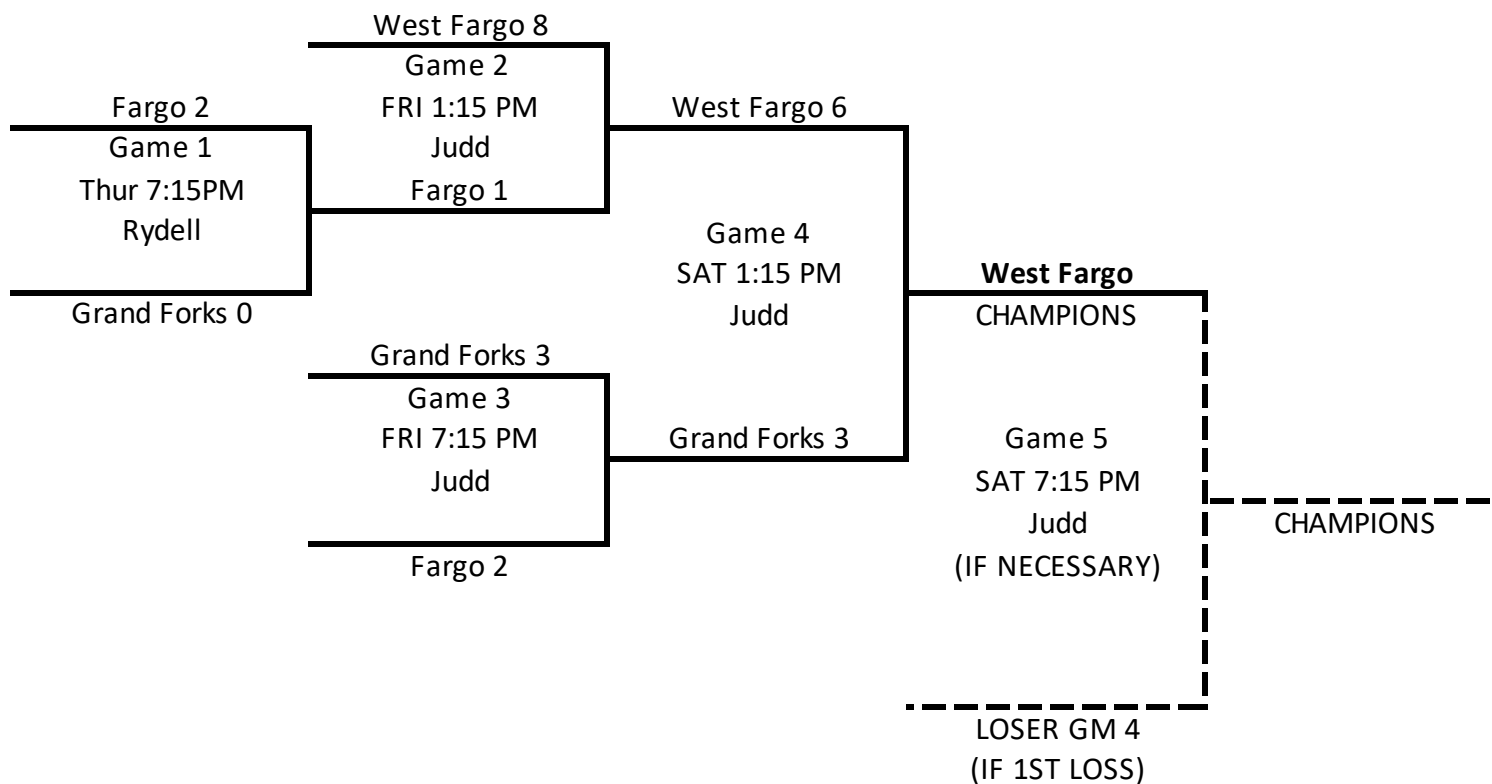 West Fargo 8
Game 2
FRI 1:15 PM
Judd
Fargo 1
Fargo 2
Game 1
Thur 7:15PM
Rydell
Grand Forks 0
West Fargo 6
Game 4
SAT 1:15 PM
Judd
Grand Forks 3
Grand Forks 3
Game 3
FRI 7:15 PM
Judd
Fargo 2
West Fargo
CHAMPIONS
Game 5
SAT 7:15 PM
Judd
(IF NECESSARY)
LOSER GM 4
(IF 1ST LOSS)
CHAMPIONS